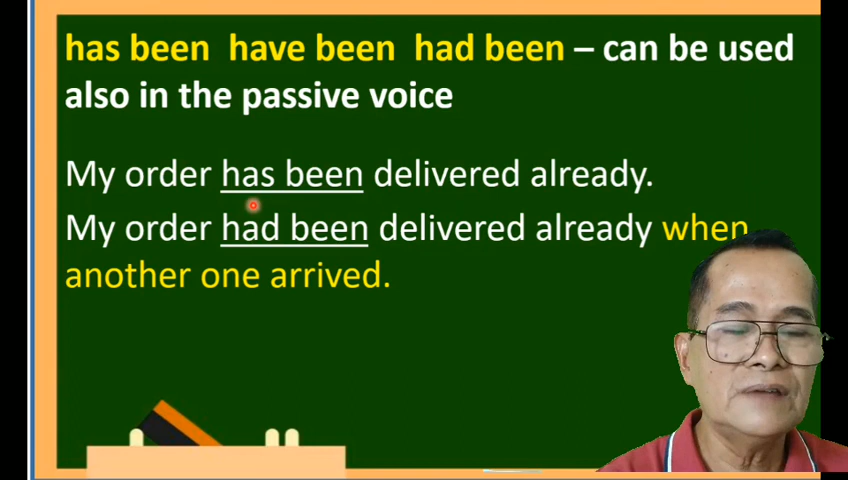 has been have been had been – can be used
also in the passive voice
My order has been delivered already.
My order had been delivered already when
another one arrived.